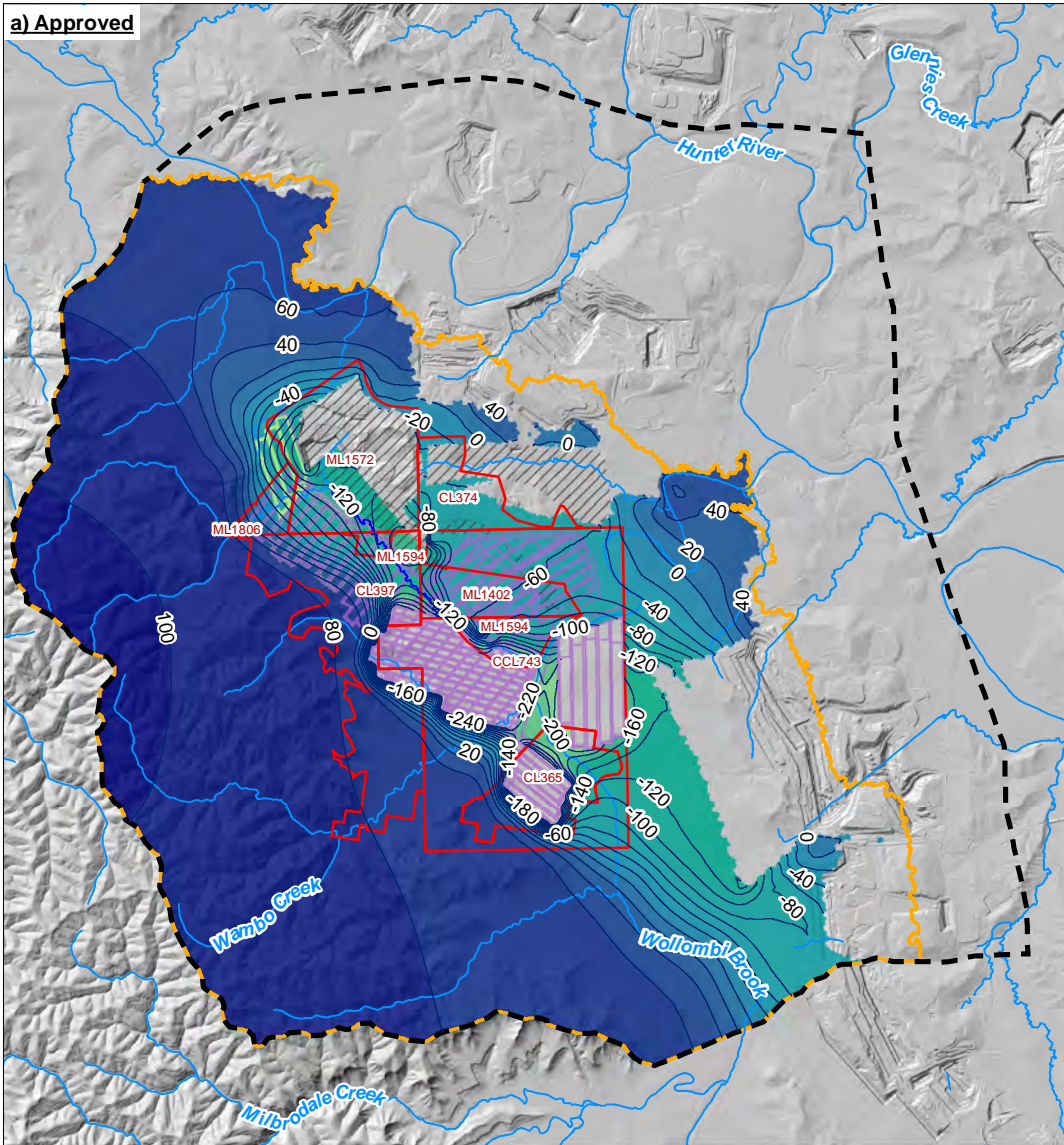 a) Approved
Glennies Creek
Hunter River
60
40
-40
-20
40
0
0
ML1572
-120
CL374
-80
40
20
0
ML1806
ML1594
-60
CL397
ML1402
-40
40
-120
ML1594
-100
-80
100
80
0
CCL743
-120
-160
-220
-240
-200
-160
20
-140
CL365
-140
-120
-180
-100
-60
0
-40
-80
Wambo Creek
Wollombi Brook
Milbrodale Creek